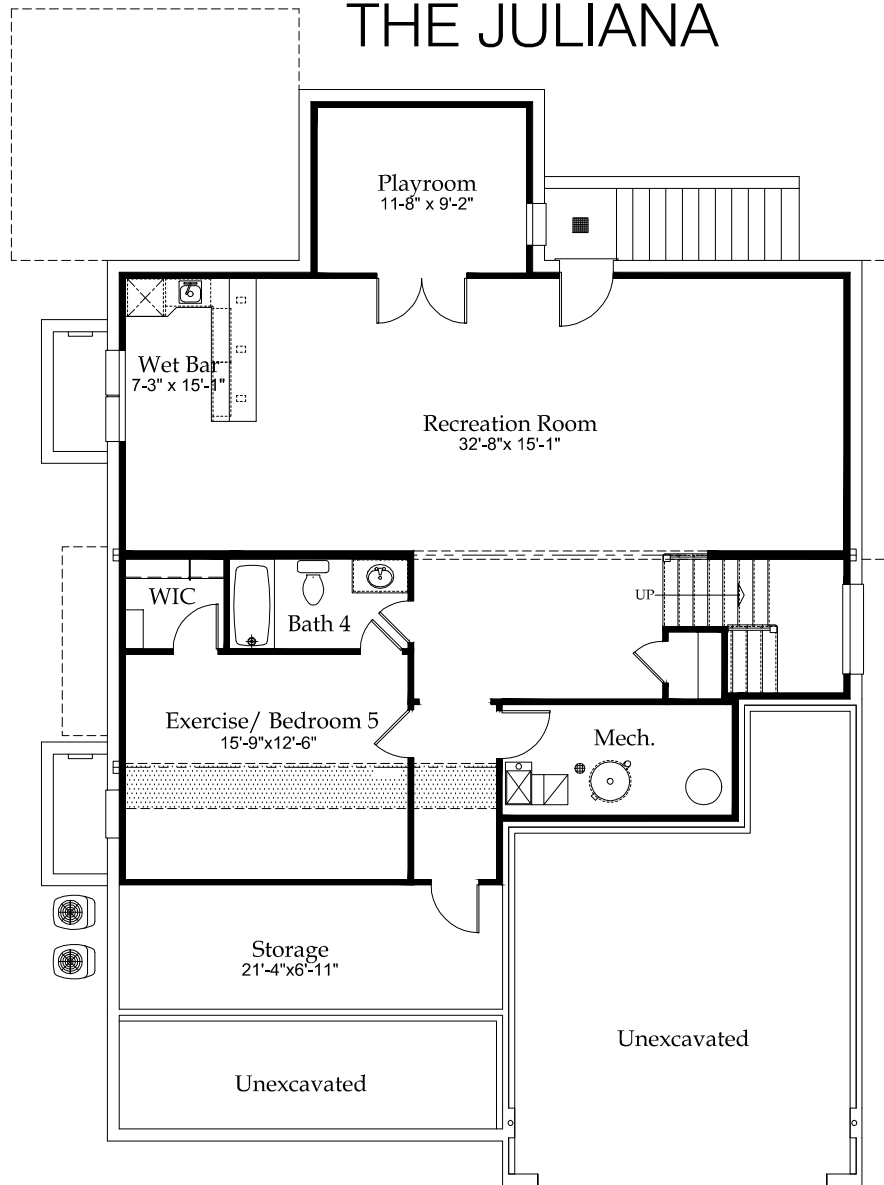 THE JULIANA
Playroom
11-8" x 9'-2"
Wet Bar
7-3" x 15'-1"
Recreation Room
32'-8"x 15'-1"
WIC
Bath 4
UP
Exercise/ Bedroom 5
15'-9"x12'-6"
Mech.
Storage
21'-4"x6'-11"
Unexcavated
Unexcavated